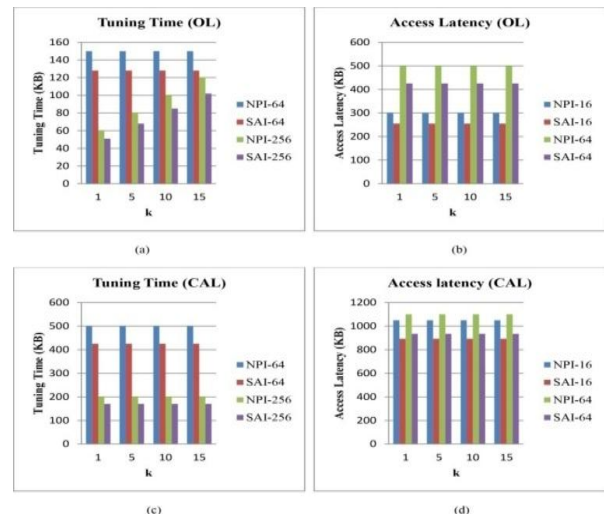 Tuning Time (OL)
Tuning Time (KB)
160
140
120
100
80
60
40
20
0
1 5 10 15
k
NPI-64
SAI-64
NPI-256
SAI-256
(a)
Access Latency (OL)
Access Latency (KB)
600
500
400
300
200
100
0
1 5 10 15
k
NPI-16
SAI-16
NPI-64
SAI-64
(b)
Tuning Time (CAL)
Tuning Time (KB)
600
500
400
300
200
100
0
1 5 10 15
k
NPI-64
SAI-64
NPI-256
SAI-256
(c)
Access latency (CAL)
Access Latency (KB)
1200
1000
800
600
400
200
0
1 5 10 15
k
NPI-16
SAI-16
NPI-64
SAI-64
(d)